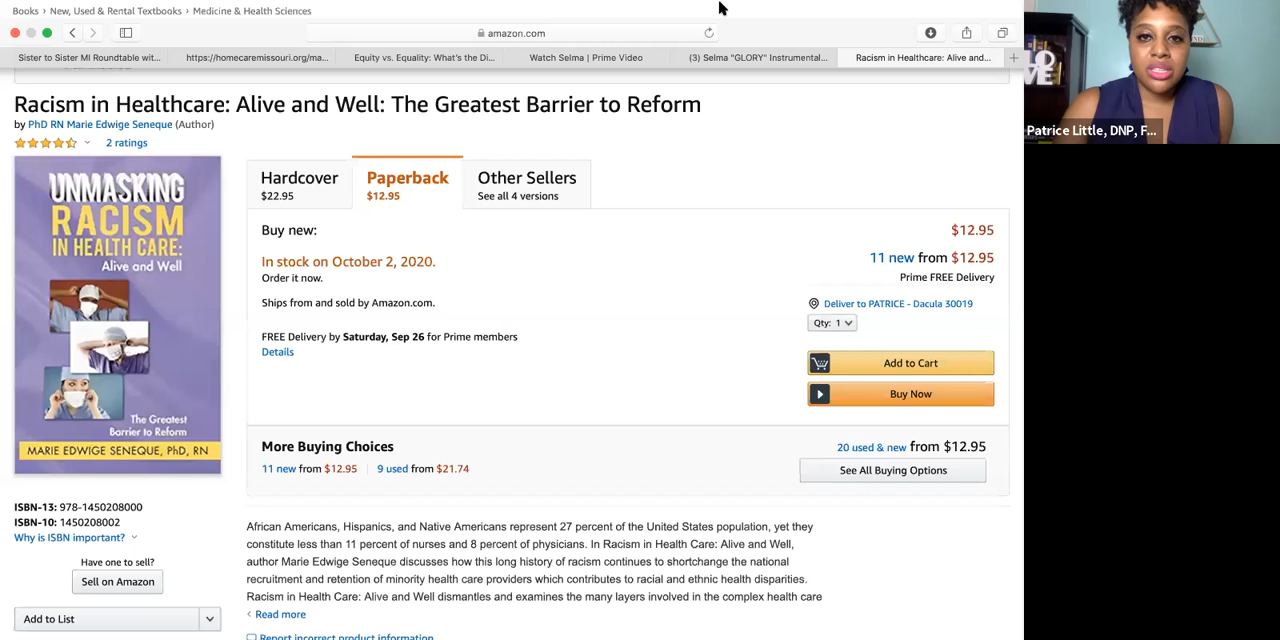 Books › New, Used & Rental Textbooks › Medicine & Health Sciences
amazon.com
Sister to Sister MI Roundtable wit...
https://homecaremissouri.org/ma...
Equity vs. Equality: What's the Di...
Watch Selma | Prime Video
(3) Selma "GLORY" Instrumental...
Racism in Healthcare: Alive and...
Racism in Healthcare: Alive and Well: The Greatest Barrier to Reform
by PhD RN Marie Edwige Seneque (Author)
2 ratings
UNMASKING
RACISM
IN HEALTH CARE:
Alive and Well
The Greatest
Barrier to Reform
MARIE EDWIGE SENEQUE, PhD, RN
Hardcover
$22.95
Paperback
$12.95
Other Sellers
See all 4 versions
Buy new:
$12.95
In stock on October 2, 2020.
Order it now.
11 new from $12.95
Prime FREE Delivery
Ships from and sold by Amazon.com.
Deliver to PATRICE - Dacula 30019
Qty: 1
FREE Delivery by Saturday, Sep 26 for Prime members
Details
Add to Cart
Buy Now
More Buying Choices
11 new from $12.95 | 9 used from $21.74
20 used & new from $12.95
See All Buying Options
ISBN-13: 978-1450208000
ISBN-10: 1450208002
Why is ISBN important?
Have one to sell?
Sell on Amazon
Add to List
African Americans, Hispanics, and Native Americans represent 27 percent of the United States population, yet they
constitute less than 11 percent of nurses and 8 percent of physicians. In Racism in Health Care: Alive and Well,
author Marie Edwige Seneque discusses how this long history of racism continues to shortchange the national
recruitment and retention of minority health care providers which contributes to racial and ethnic health disparities.
Racism in Health Care: Alive and Well dismantles and examines the many layers involved in the complex health care
‹ Read more
Report incorrect product information
Patrice Little, DNP, F...